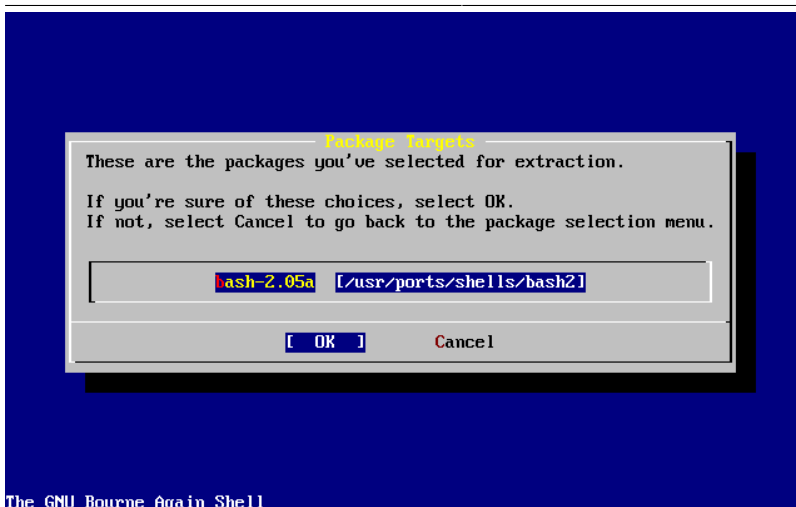 Package Targets
These are the packages you've selected for extraction.
If you're sure of these choices, select OK.
If not, select Cancel to go back to the package selection menu.
bash-2.05a [/usr/ports/shells/bash2]
[ OK ] Cancel
The GNU Bourne Again Shell